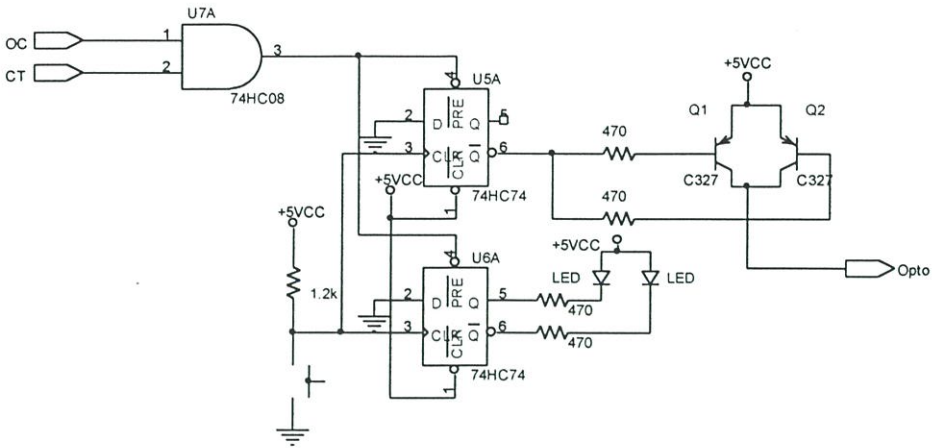 U7A
OC
1
3
CT
2
74HC08
4
U5A
2
D
PRE
Q
5
3
CLK
Q
6
CLR
+5VCC
1
74HC74
470
470
+5VCC
Q1
Q2
C327
C327
Opto
+5VCC
1.2k
4
U6A
2
D
PRE
Q
5
3
CLK
Q
6
CLR
1
74HC74
+5VCC
LED
LED
470
470